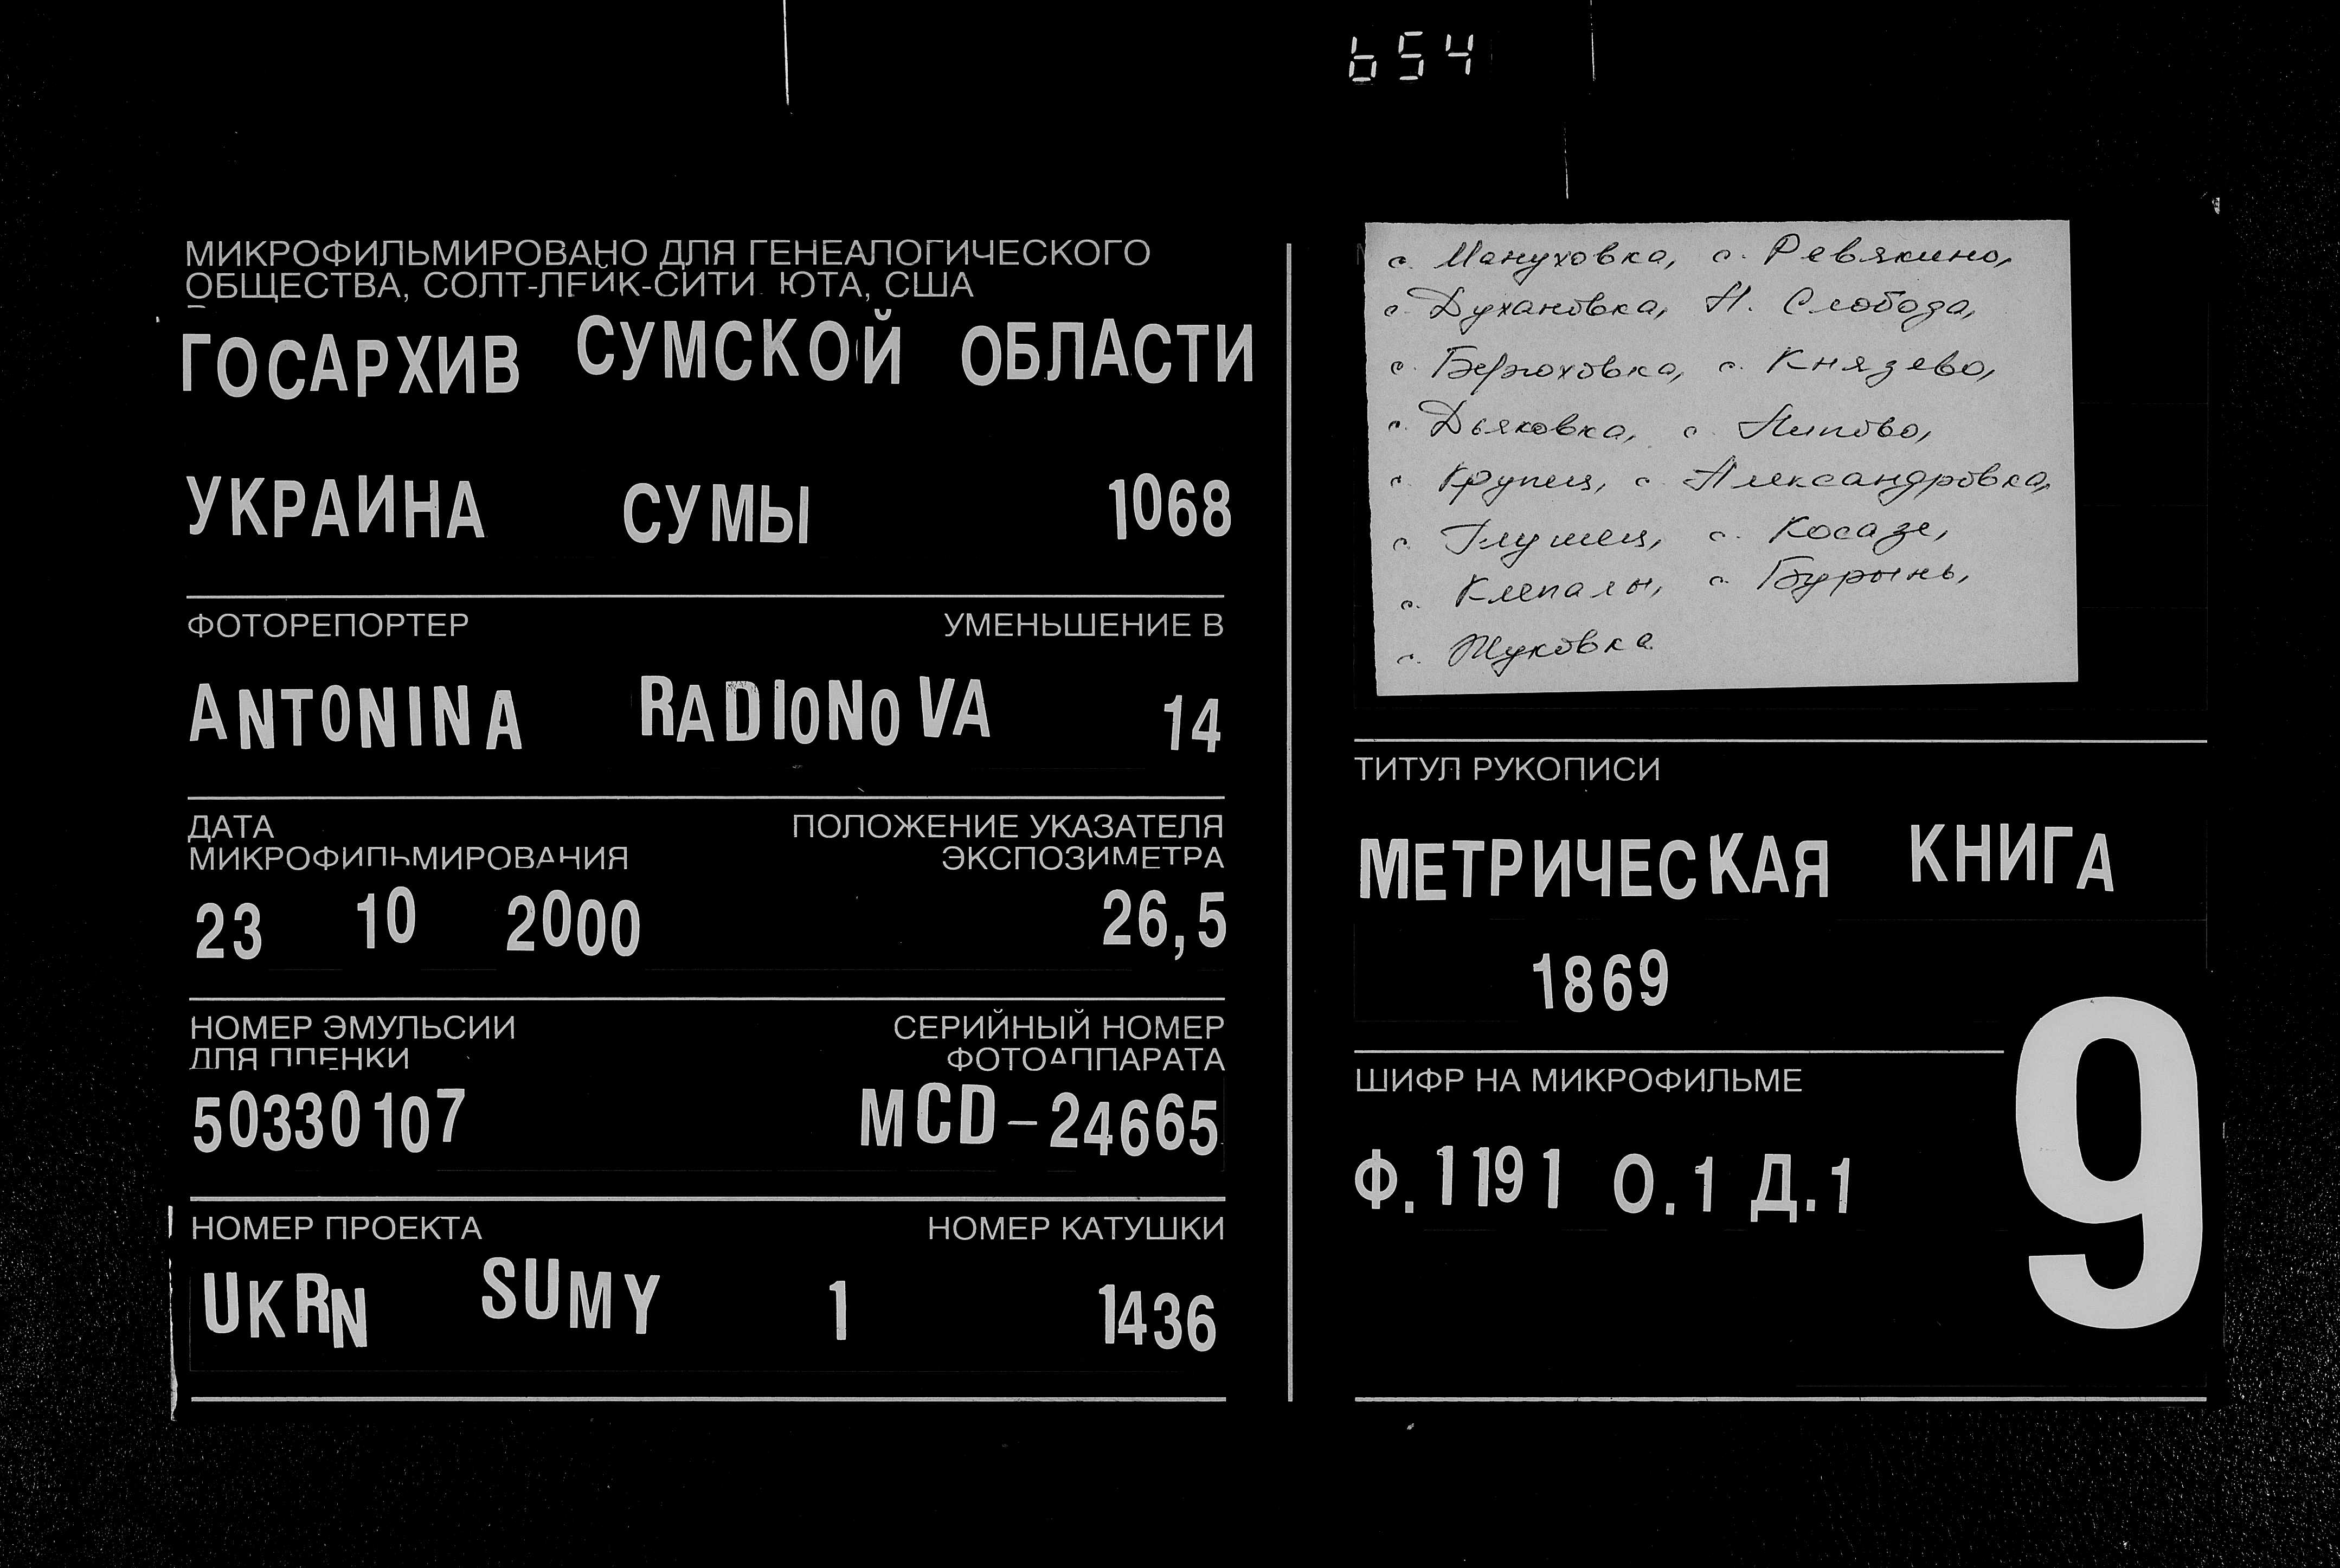 654
МИКРОФИЛЬМИРОВАНО ДЛЯ ГЕНЕАЛОГИЧЕСКОГО
ОБЩЕСТВА, СОЛТ-ЛЕЙК-СИТИ, ЮТА, США
ГОСАРХИВ СУМСКОЙ ОБЛАСТИ
УКРАИНА СУМЫ 1068
ФОТОРЕПОРТЕР УМЕНЬШЕНИЕ В
ANTONINA RADIONOVA 14
ДАТА ПОЛОЖЕНИЕ УКАЗАТЕЛЯ
МИКРОФИЛЬМИРОВАНИЯ ЭКСПОЗИМЕТРА
23 10 2000 26,5
НОМЕР ЭМУЛЬСИИ СЕРИЙНЫЙ НОМЕР
ДЛЯ ПЛЕНКИ ФОТОАППАРАТА
50330107 MCD-24665
НОМЕР ПРОЕКТА НОМЕР КАТУШКИ
UKRN SUMY 1 1436
с. Мануховка, с. Ревякино,
с. Духановка, Н. Слобода,
с. Берюховка, с. Князево,
с. Дьяковка, с. Липово,
с. Крупец, с. Александровка,
с. Глушец, с. Косазе,
с. Клепалы, с. Бурынь,
с. Жуковка
ТИТУЛ РУКОПИСИ
МЕТРИЧЕСКАЯ КНИГА
1869
ШИФР НА МИКРОФИЛЬМЕ
Ф. 1191 О. 1 Д. 1
9